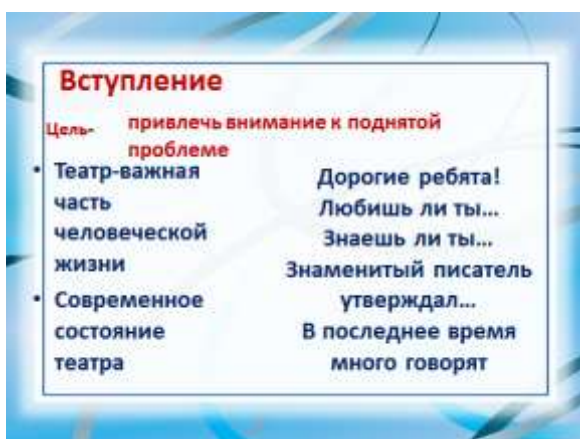 Вступление
Цель- привлечь внимание к поднятой
проблеме
• Театр-важная
часть
человеческой
жизни
• Современное
состояние
театра
Дорогие ребята!
Любишь ли ты...
Знаешь ли ты...
Знаменитый писатель
утверждал...
В последнее время
много говорят